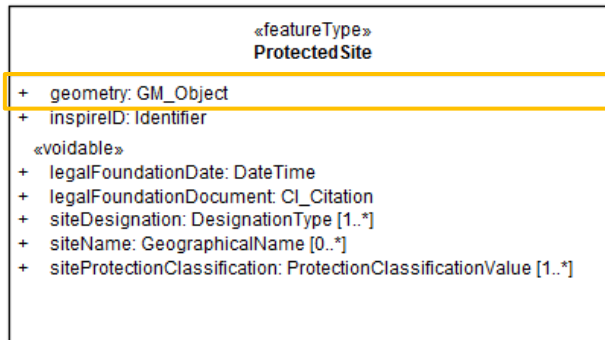 «featureType»
ProtectedSite
+ geometry: GM_Object
+ inspireID: Identifier
«voidable»
+ legalFoundationDate: DateTime
+ legalFoundationDocument: CI_Citation
+ siteDesignation: DesignationType [1..*]
+ siteName: GeographicalName [0..*]
+ siteProtectionClassification: ProtectionClassificationValue [1..*]